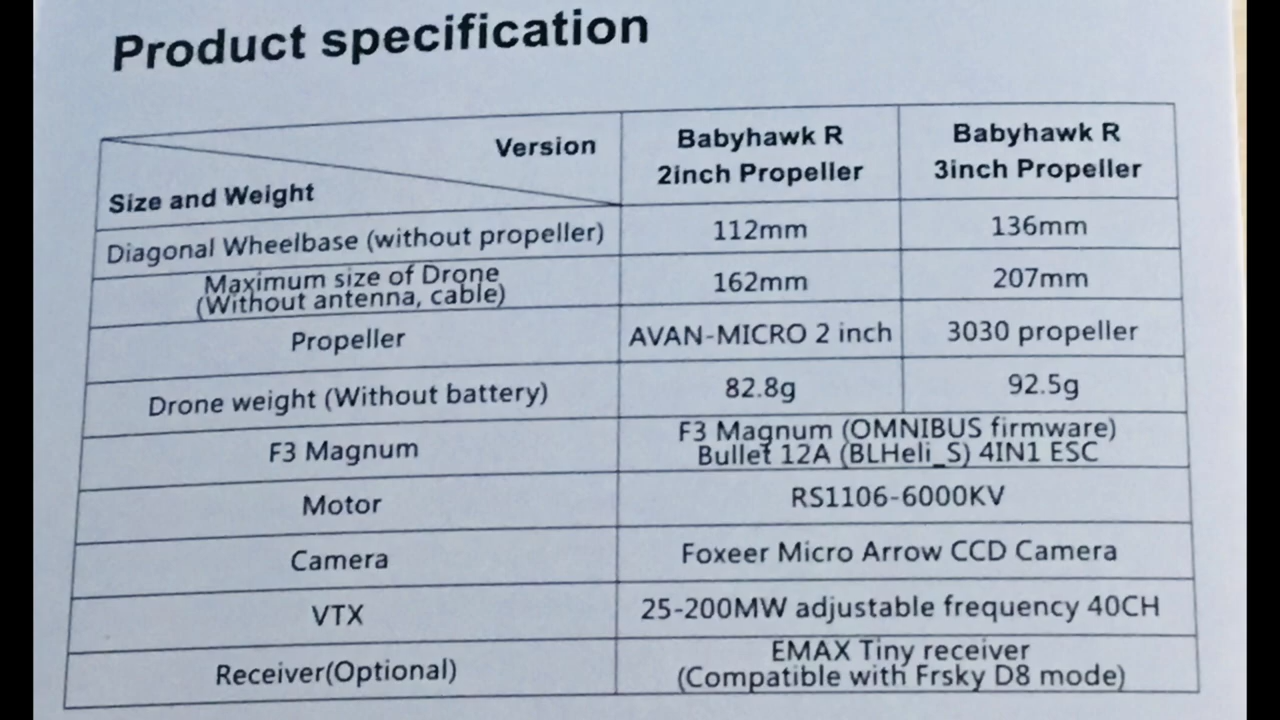 Product specification
Version
Size and Weight
Babyhawk R
2inch Propeller
Babyhawk R
3inch Propeller
Diagonal Wheelbase (without propeller)
112mm
136mm
Maximum size of Drone
(Without antenna, cable)
162mm
207mm
Propeller
AVAN-MICRO 2 inch
3030 propeller
Drone weight (Without battery)
82.8g
92.5g
F3 Magnum
F3 Magnum (OMNIBUS firmware)
Bullet 12A (BLHeli_S) 4IN1 ESC
Motor
RS1106-6000KV
Camera
Foxeer Micro Arrow CCD Camera
VTX
25-200MW adjustable frequency 40CH
Receiver(Optional)
EMAX Tiny receiver
(Compatible with Frsky D8 mode)